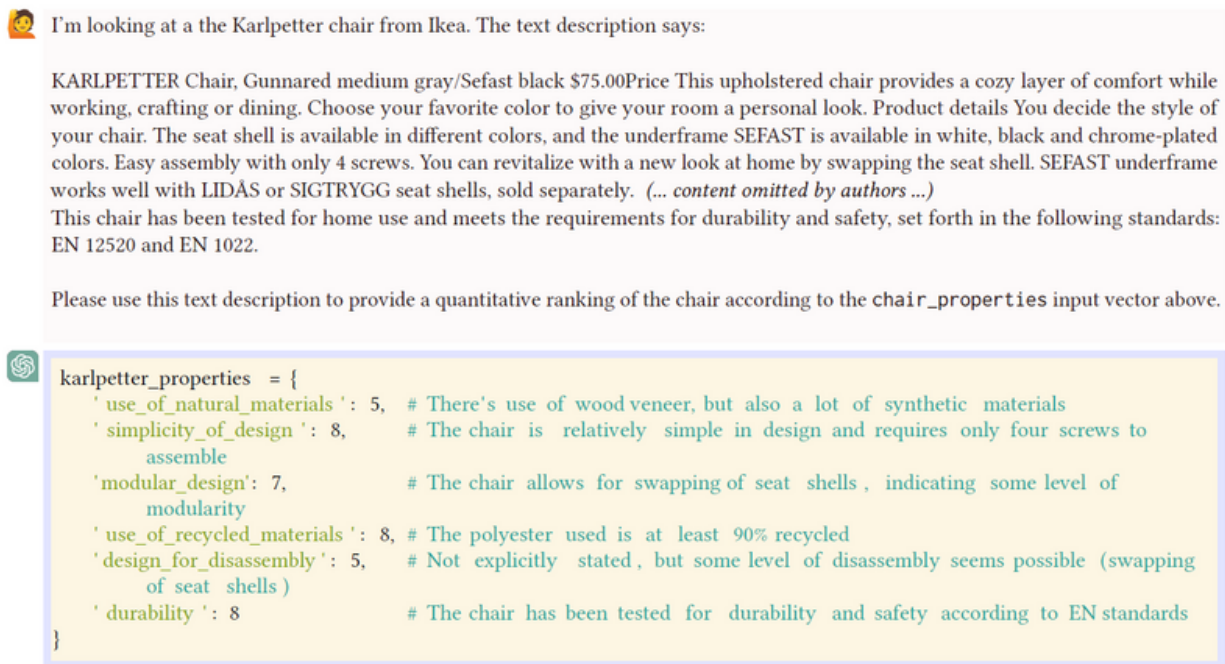 I'm looking at a the Karlpetter chair from Ikea. The text description says:
KARLPETTER Chair, Gunnared medium gray/Sefast black $75.00Price This upholstered chair provides a cozy layer of comfort while
working, crafting or dining. Choose your favorite color to give your room a personal look. Product details You decide the style of
your chair. The seat shell is available in different colors, and the underframe SEFAST is available in white, black and chrome-plated
colors. Easy assembly with only 4 screws. You can revitalize with a new look at home by swapping the seat shell. SEFAST underframe
works well with LIDÅS or SIGTRYGG seat shells, sold separately. (... content omitted by authors ...)
This chair has been tested for home use and meets the requirements for durability and safety, set forth in the following standards:
EN 12520 and EN 1022.
Please use this text description to provide a quantitative ranking of the chair according to the chair_properties input vector above.
karlpetter_properties = {
' use_of_natural_materials ': 5, # There's use of wood veneer, but also a lot of synthetic materials
' simplicity_of_design ': 8, # The chair is relatively simple in design and requires only four screws to
assemble
'modular_design': 7, # The chair allows for swapping of seat shells , indicating some level of
modularity
' use_of_recycled_materials ': 8, # The polyester used is at least 90% recycled
'design_for_disassembly ': 5, # Not explicitly stated , but some level of disassembly seems possible (swapping
of seat shells )
' durability ': 8 # The chair has been tested for durability and safety according to EN standards
}